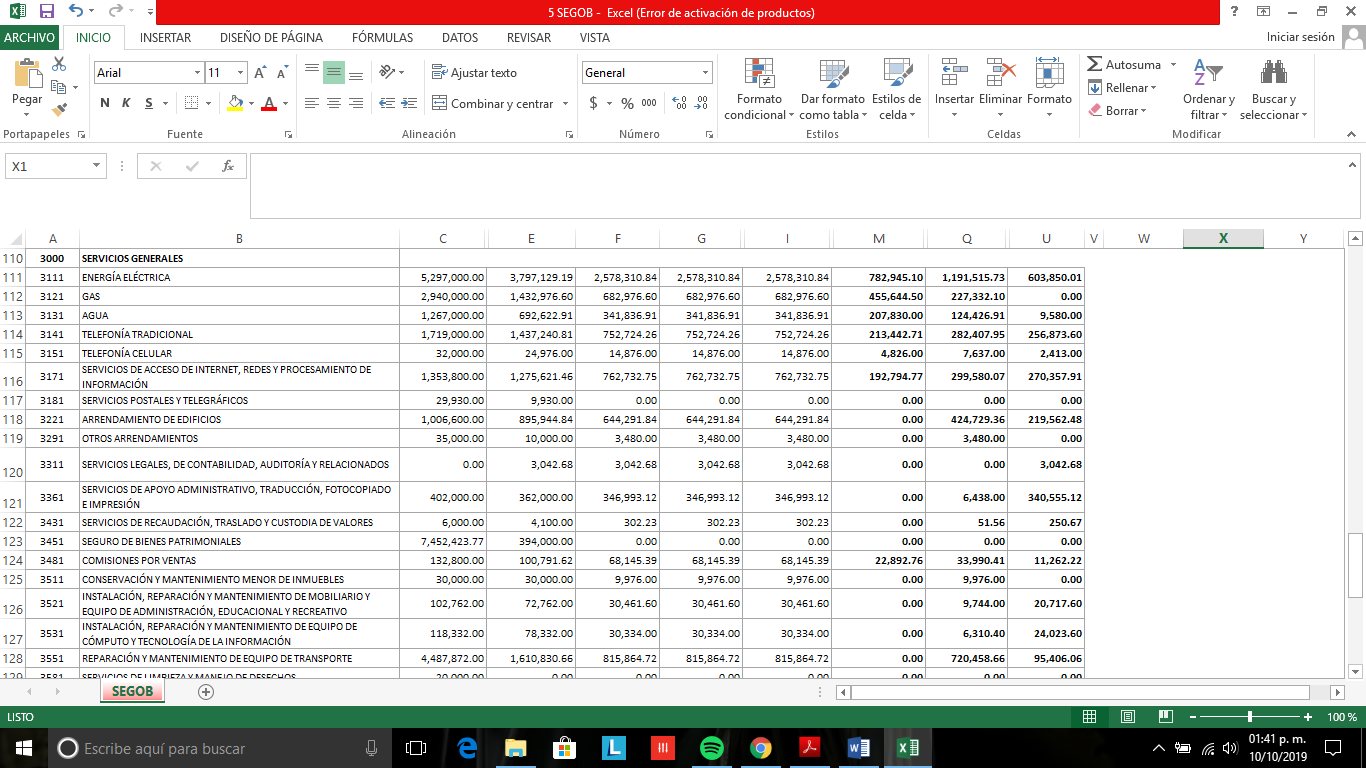 5 SEGOB - Excel (Error de activación de productos)
ARCHIVO INICIO INSERTAR DISEÑO DE PÁGINA FÓRMULAS DATOS REVISAR VISTA Iniciar sesión
Pegar
Arial 11
N K S
Ajustar texto
Combinar y centrar
General
$ % 000
Formato condicional
Dar formato como tabla
Estilos de celda
Insertar Eliminar Formato
Autosuma
Rellenar
Borrar
Ordenar y filtrar
Buscar y seleccionar
Portapapeles Fuente Alineación Número Estilos Celdas Modificar
X1 fx
A B C E F G I M Q U V W X Y
110 3000 SERVICIOS GENERALES
111 3111 ENERGÍA ELÉCTRICA 5,297,000.00 3,797,129.19 2,578,310.84 2,578,310.84 2,578,310.84 782,945.10 1,191,515.73 603,850.01
112 3121 GAS 2,940,000.00 1,432,976.60 682,976.60 682,976.60 682,976.60 455,644.50 227,332.10 0.00
113 3131 AGUA 1,267,000.00 692,622.91 341,836.91 341,836.91 341,836.91 207,830.00 124,426.91 9,580.00
114 3141 TELEFONÍA TRADICIONAL 1,719,000.00 1,437,240.81 752,724.26 752,724.26 752,724.26 213,442.71 282,407.95 256,873.60
115 3151 TELEFONÍA CELULAR 32,000.00 24,976.00 14,876.00 14,876.00 14,876.00 4,826.00 7,637.00 2,413.00
116 3171 SERVICIOS DE ACCESO DE INTERNET, REDES Y PROCESAMIENTO DE
INFORMACIÓN 1,353,800.00 1,275,621.46 762,732.75 762,732.75 762,732.75 192,794.77 299,580.07 270,357.91
117 3181 SERVICIOS POSTALES Y TELEGRÁFICOS 29,930.00 9,930.00 0.00 0.00 0.00 0.00 0.00 0.00
118 3221 ARRENDAMIENTO DE EDIFICIOS 1,006,600.00 895,944.84 644,291.84 644,291.84 644,291.84 0.00 424,729.36 219,562.48
119 3291 OTROS ARRENDAMIENTOS 35,000.00 10,000.00 3,480.00 3,480.00 3,480.00 0.00 3,480.00 0.00
120 3311 SERVICIOS LEGALES, DE CONTABILIDAD, AUDITORÍA Y RELACIONADOS 0.00 3,042.68 3,042.68 3,042.68 3,042.68 0.00 0.00 3,042.68
121 3361 SERVICIOS DE APOYO ADMINISTRATIVO, TRADUCCIÓN, FOTOCOPIADO
E IMPRESIÓN 402,000.00 362,000.00 346,993.12 346,993.12 346,993.12 0.00 6,438.00 340,555.12
122 3431 SERVICIOS DE RECAUDACIÓN, TRASLADO Y CUSTODIA DE VALORES 6,000.00 4,100.00 302.23 302.23 302.23 0.00 51.56 250.67
123 3451 SEGURO DE BIENES PATRIMONIALES 7,452,423.77 394,000.00 0.00 0.00 0.00 0.00 0.00 0.00
124 3481 COMISIONES POR VENTAS 132,800.00 100,791.62 68,145.39 68,145.39 68,145.39 22,892.76 33,990.41 11,262.22
125 3511 CONSERVACIÓN Y MANTENIMIENTO MENOR DE INMUEBLES 30,000.00 30,000.00 9,976.00 9,976.00 9,976.00 0.00 9,976.00 0.00
126 3521 INSTALACIÓN, REPARACIÓN Y MANTENIMIENTO DE MOBILIARIO Y
EQUIPO DE ADMINISTRACIÓN, EDUCACIONAL Y RECREATIVO 102,762.00 72,762.00 30,461.60 30,461.60 30,461.60 0.00 9,744.00 20,717.60
127 3531 INSTALACIÓN, REPARACIÓN Y MANTENIMIENTO DE EQUIPO DE
CÓMPUTO Y TECNOLOGÍA DE LA INFORMACIÓN 118,332.00 78,332.00 30,334.00 30,334.00 30,334.00 0.00 6,310.40 24,023.60
128 3551 REPARACIÓN Y MANTENIMIENTO DE EQUIPO DE TRANSPORTE 4,487,872.00 1,610,830.66 815,864.72 815,864.72 815,864.72 0.00 720,458.66 95,406.06
129 3581 SERVICIOS DE LIMPIEZA Y MANEJO DE DESECHOS 20,000.00 0.00 0.00 0.00 0.00 0.00 0.00 0.00
SEGOB
LISTO 100 %
Escribe aquí para buscar
01:41 p. m.
10/10/2019